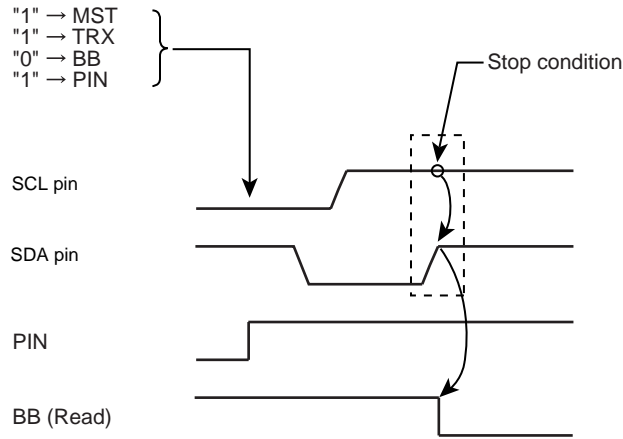 "1" → MST
"1" → TRX
"0" → BB
"1" → PIN
Stop condition
SCL pin
SDA pin
PIN
BB (Read)